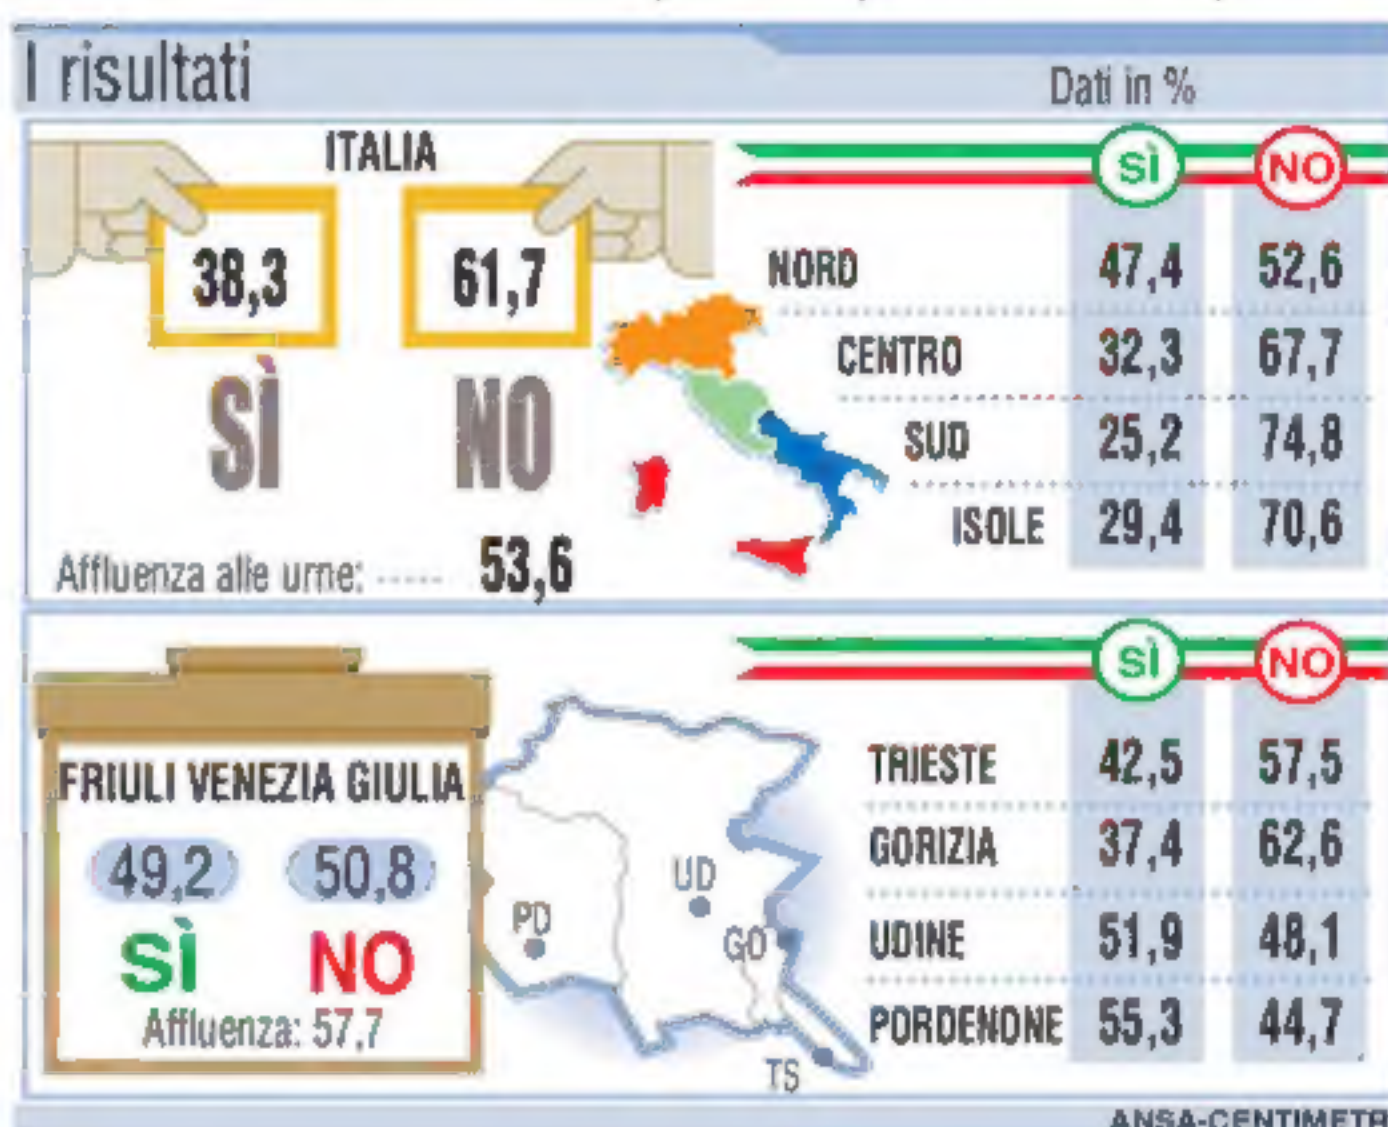 I risultati
Dati in %
ITALIA
38,3 61,7
SÌ NO
Affluenza alle urne: 53,6
SÌ NO
NORD 47,4 52,6
CENTRO 32,3 67,7
SUD 25,2 74,8
ISOLE 29,4 70,6
FRIULI VENEZIA GIULIA
49,2 50,8
SÌ NO
Affluenza: 57,7
UD
PD
GO
TS
SÌ NO
TRIESTE 42,5 57,5
GORIZIA 37,4 62,6
UDINE 51,9 48,1
PORDENONE 55,3 44,7
ANSA-CENTIMETR